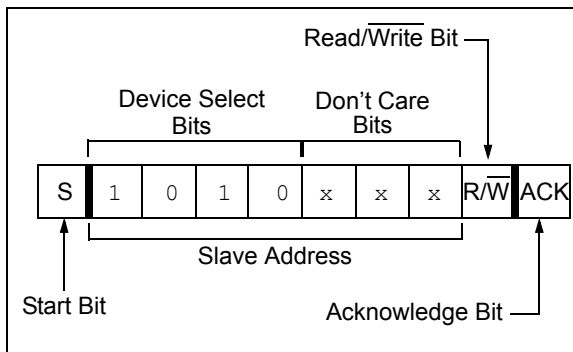 Read/Write Bit
Device Select Bits
Don't Care Bits
S 1 0 1 0 x x x R/W ACK
Slave Address
Start Bit
Acknowledge Bit